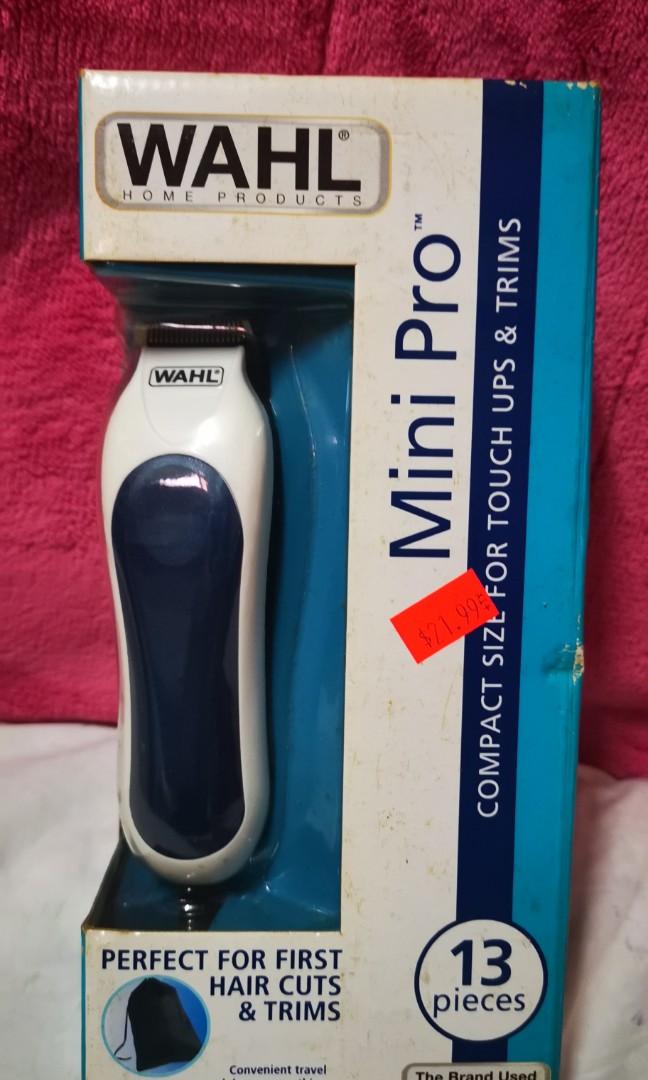 WAHL®
HOME PRODUCTS
WAHL®
Mini Pro™
COMPACT SIZE FOR TOUCH UPS & TRIMS
$21.99
PERFECT FOR FIRST
HAIR CUTS
& TRIMS
13
pieces
Convenient travel
The Brand Used